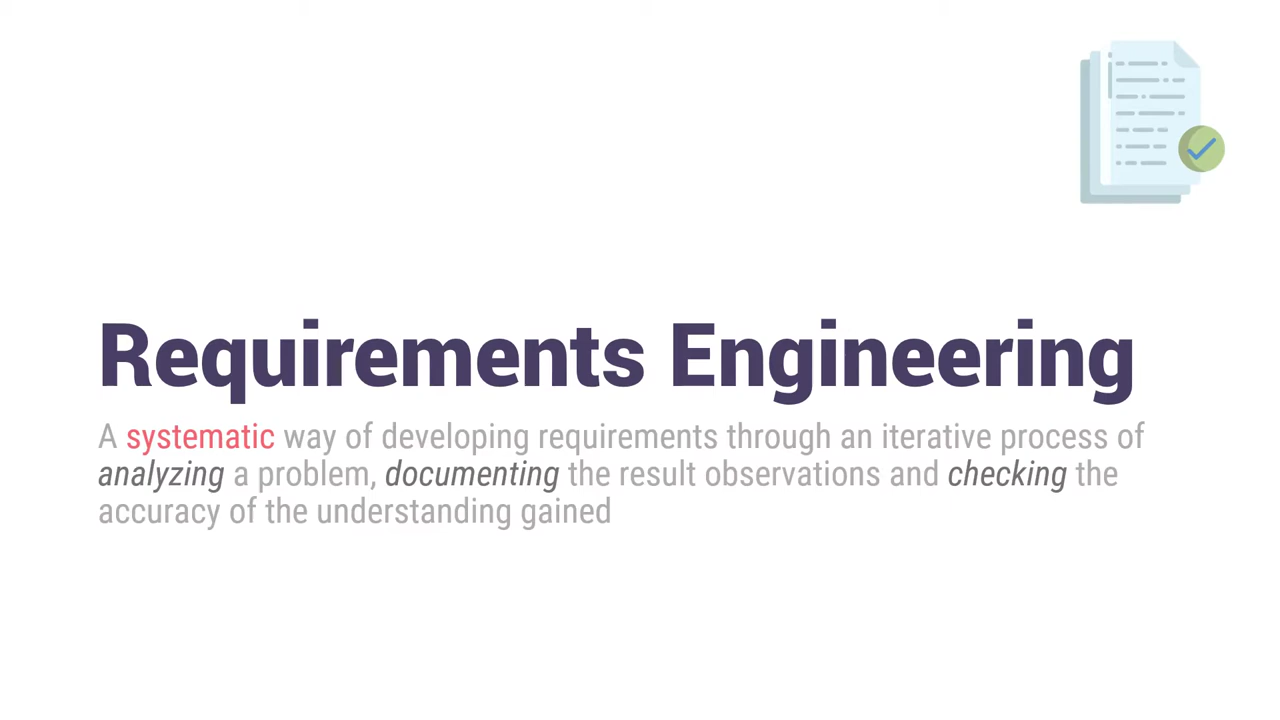 Requirements Engineering
A systematic way of developing requirements through an iterative process of
analyzing a problem, documenting the result observations and checking the
accuracy of the understanding gained